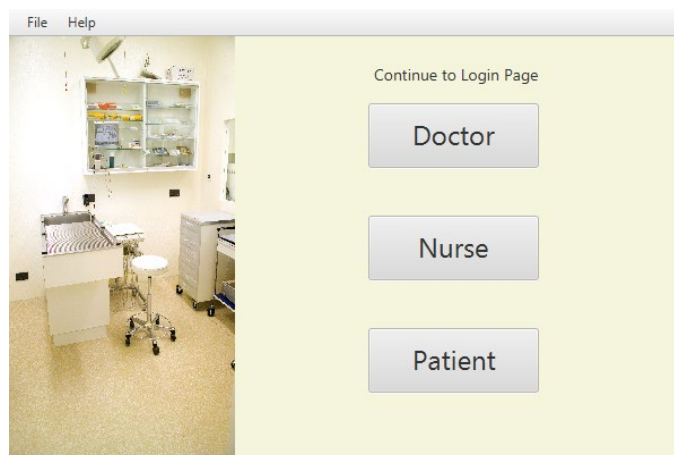 File Help
Continue to Login Page
Doctor
Nurse
Patient